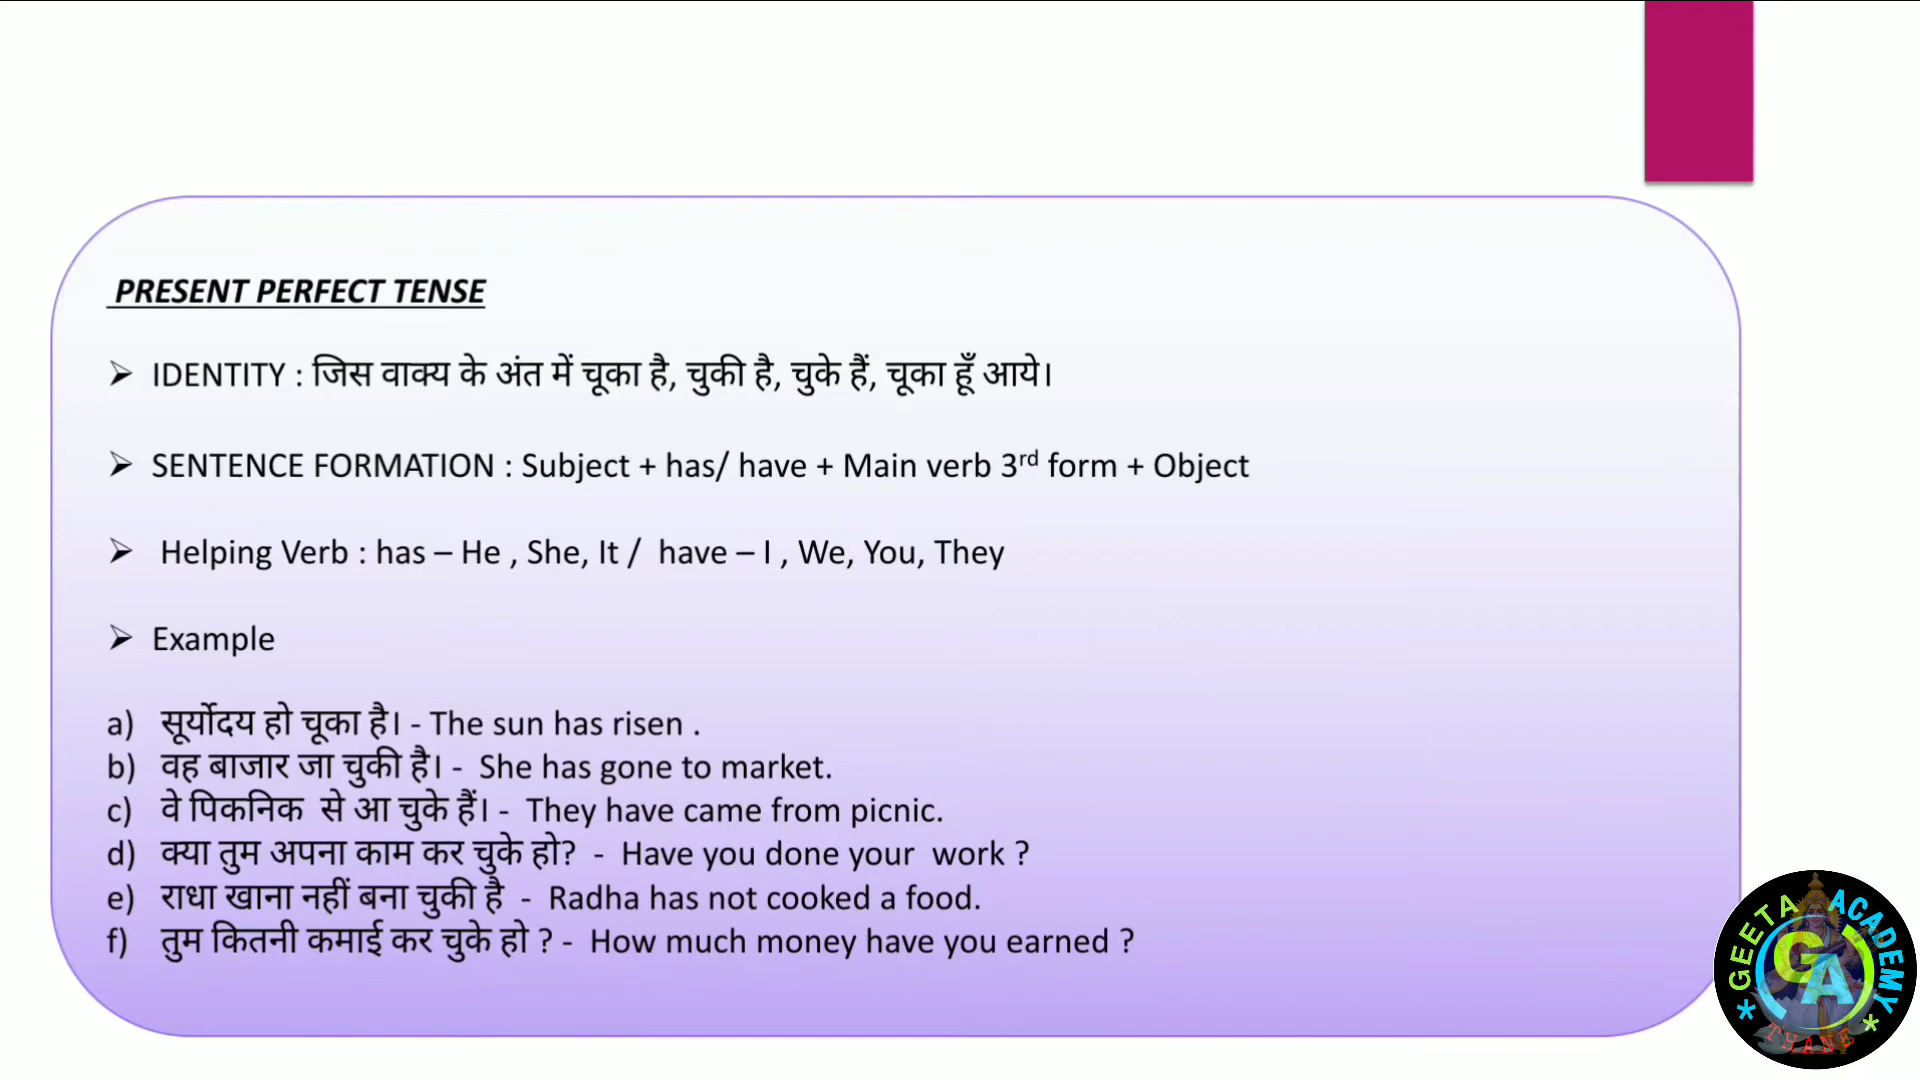 PRESENT PERFECT TENSE
➢ IDENTITY : जिस वाक्य के अंत में चूका है, चुकी है, चुके हैं, चूका हूँ आये।
➢ SENTENCE FORMATION : Subject + has/ have + Main verb 3rd form + Object
➢ Helping Verb : has – He , She, It / have – I , We, You, They
➢ Example
a) सूर्योदय हो चूका है। - The sun has risen .
b) वह बाजार जा चुकी है। - She has gone to market.
c) वे पिकनिक से आ चुके हैं। - They have came from picnic.
d) क्या तुम अपना काम कर चुके हो? - Have you done your work ?
e) राधा खाना नहीं बना चुकी है - Radha has not cooked a food.
f) तुम कितनी कमाई कर चुके हो ? - How much money have you earned ?
GEETA ACADEMY
GA
* THANE *